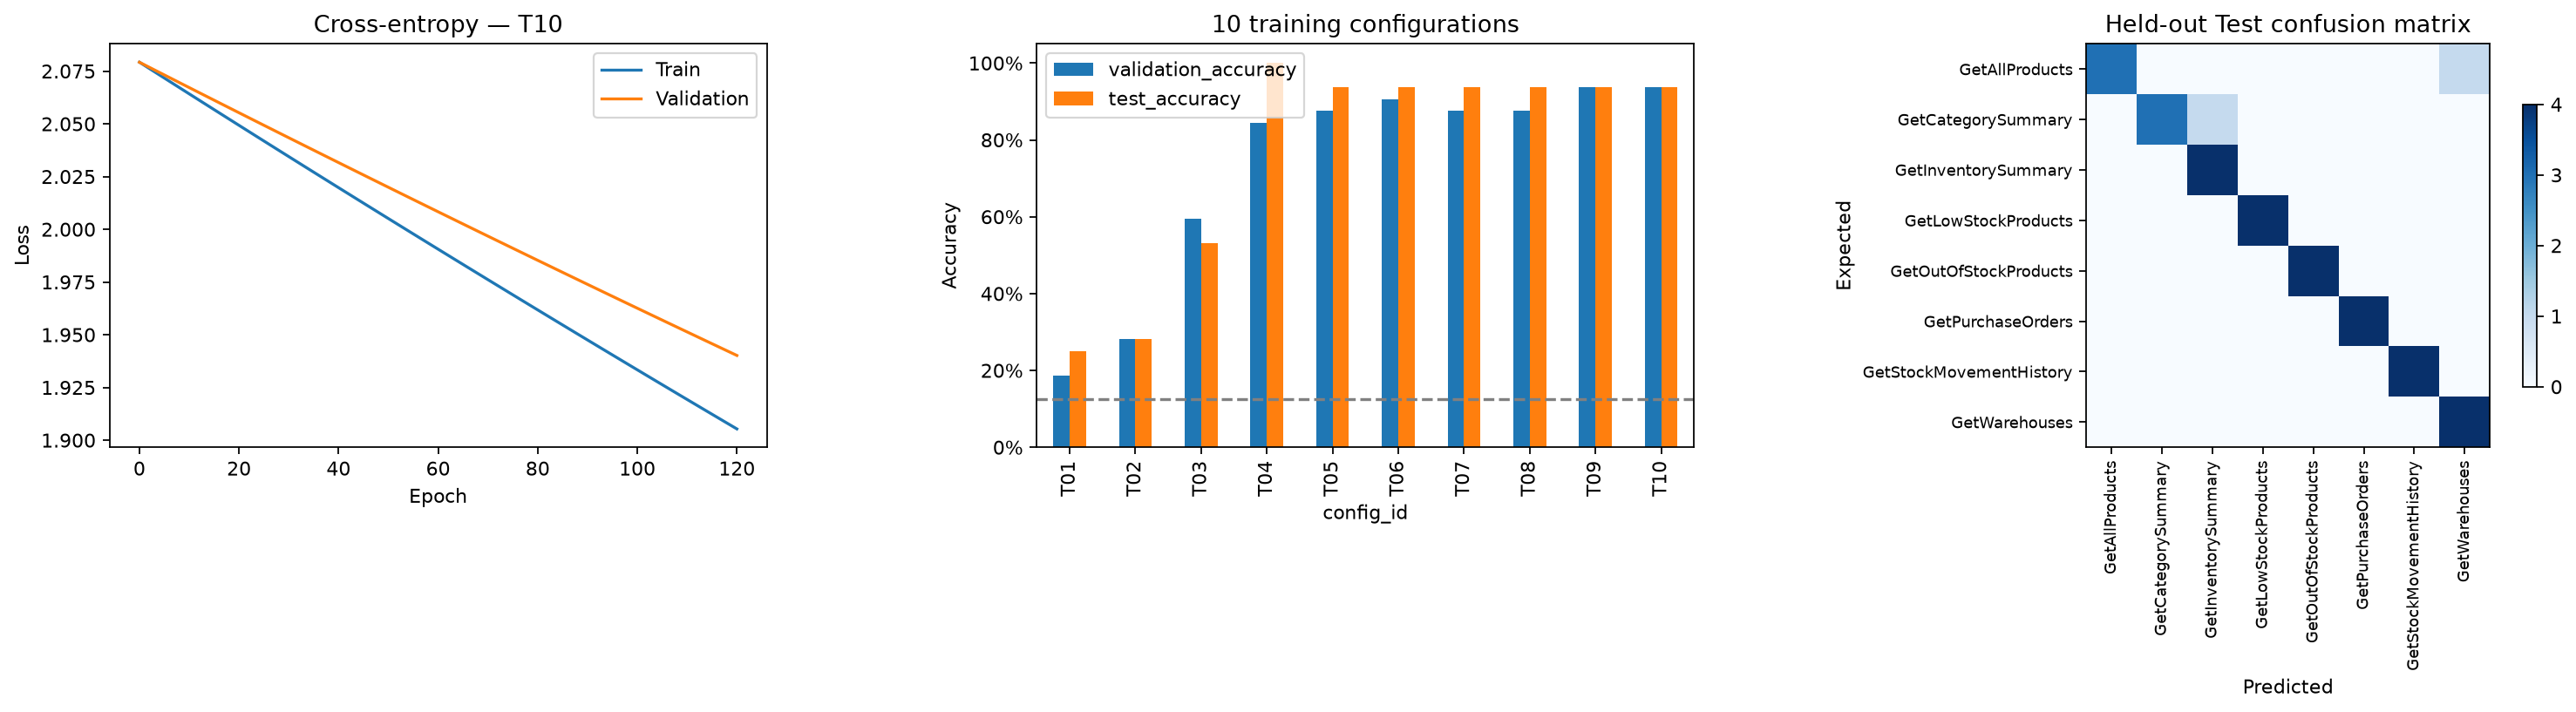 Cross-entropy — T10
Train
Validation
2.075
2.050
2.025
2.000
1.975
1.950
1.925
1.900
Loss
0 20 40 60 80 100 120
Epoch
10 training configurations
validation_accuracy
test_accuracy
100%
80%
60%
40%
20%
0%
Accuracy
T01 T02 T03 T04 T05 T06 T07 T08 T09 T10
config_id
Held-out Test confusion matrix
GetAllProducts
GetCategorySummary
GetInventorySummary
GetLowStockProducts
GetOutOfStockProducts
GetPurchaseOrders
GetStockMovementHistory
GetWarehouses
Expected
GetAllProducts
GetCategorySummary
GetInventorySummary
GetLowStockProducts
GetOutOfStockProducts
GetPurchaseOrders
GetStockMovementHistory
GetWarehouses
Predicted
4
3
2
1
0